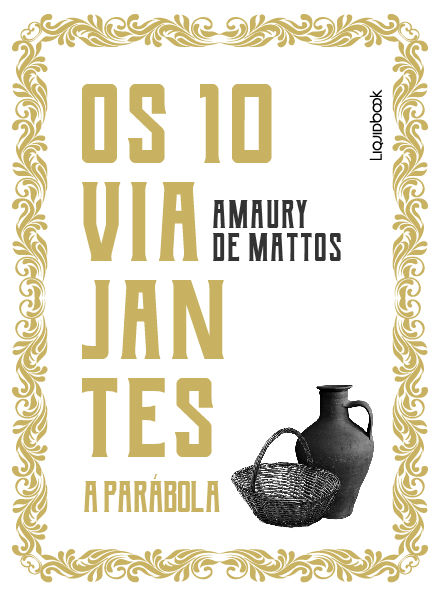 OS 10
VIA
JAN
TES
A PARÁBOLA
AMAURY
DE MATTOS
LIQUIDBOOK